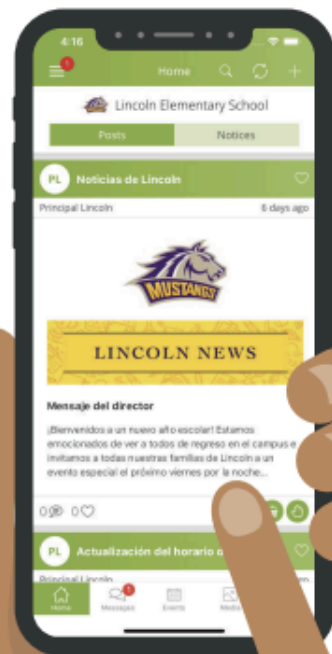 4:16
1
Home
Lincoln Elementary School
Posts Notices
PL Noticias de Lincoln
Principal Lincoln 6 days ago
MUSTANGS
LINCOLN NEWS
Mensaje del director
¡Bienvenidos a un nuevo año escolar! Estamos
emocionados de ver a todos de regreso en el campus e
invitamos a todas nuestras familias de Lincoln a un
evento especial el próximo viernes por la noche...
0 0
PL Actualización del horario
Principal Lincoln
Home Messages Events Media